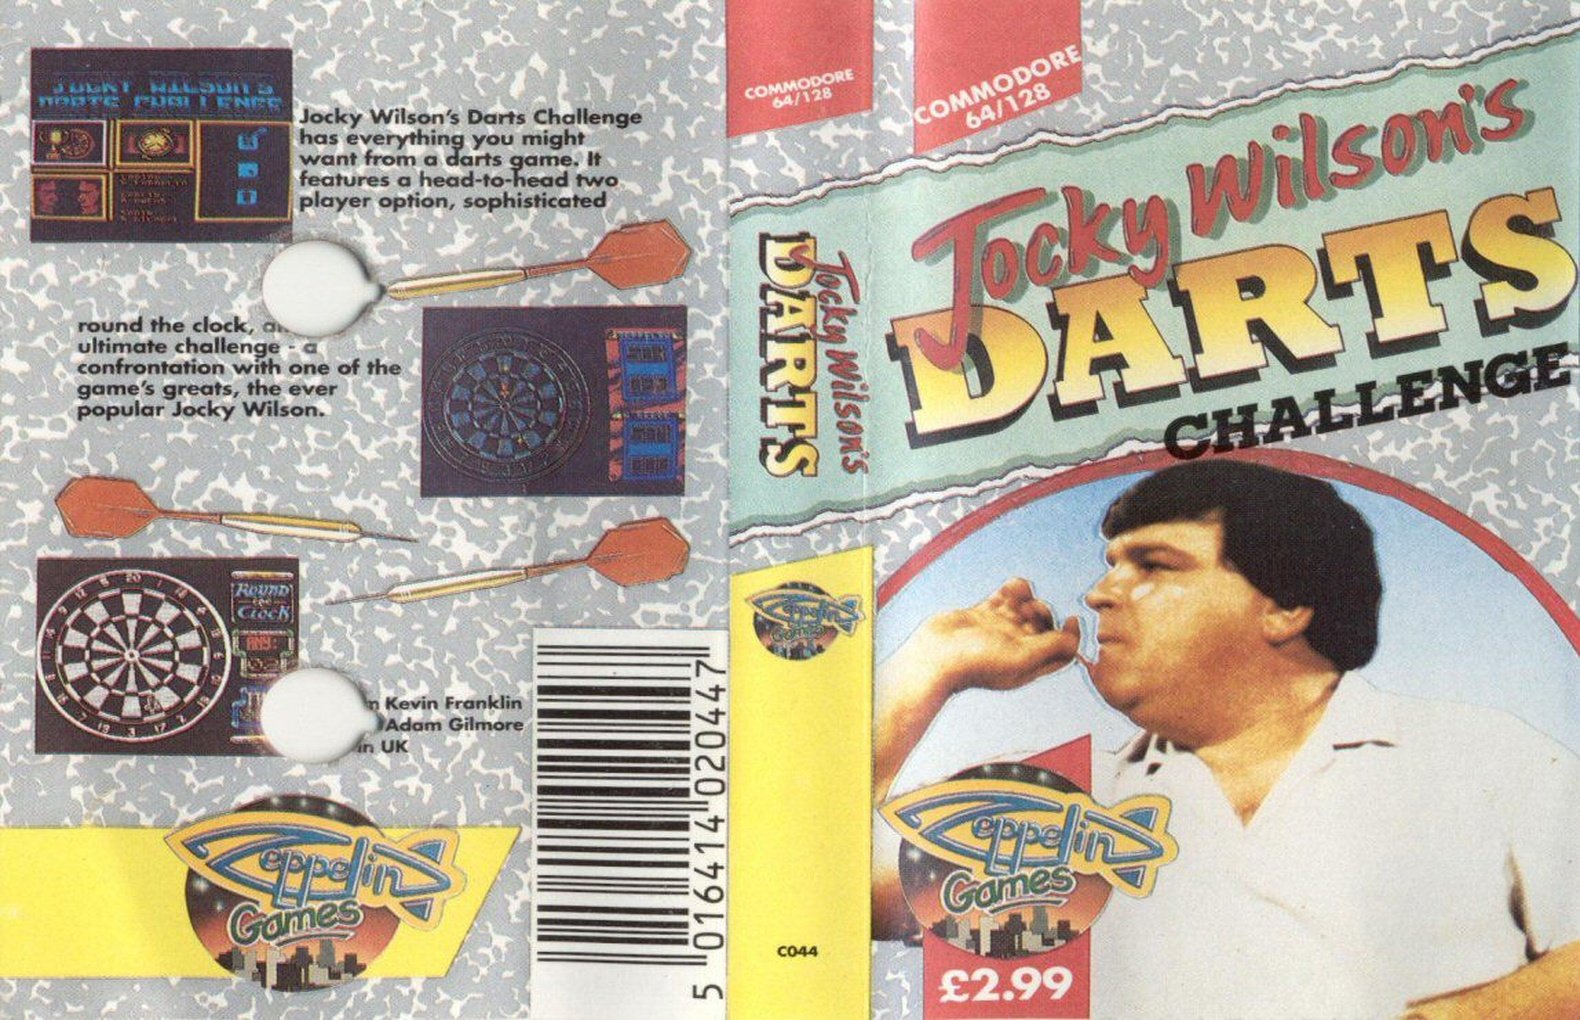 JOCKY WILSON'S
DARTS CHALLENGE
Jocky Wilson's Darts Challenge
has everything you might
want from a darts game. It
features a head-to-head two
player option, sophisticated
round the clock,
ultimate challenge - a
confrontation with one of the
game's greats, the ever
popular Jocky Wilson.
ROUND
THE
CLOCK
Kevin Franklin
Adam Gilmore
in UK
Zeppelin
Games
5 016414 020447
COMMODORE
64/128
Jocky Wilson's
DARTS
Zeppelin
Games
C044
COMMODORE
64/128
Jocky Wilson's
DARTS
CHALLENGE
Zeppelin
Games
£2.99